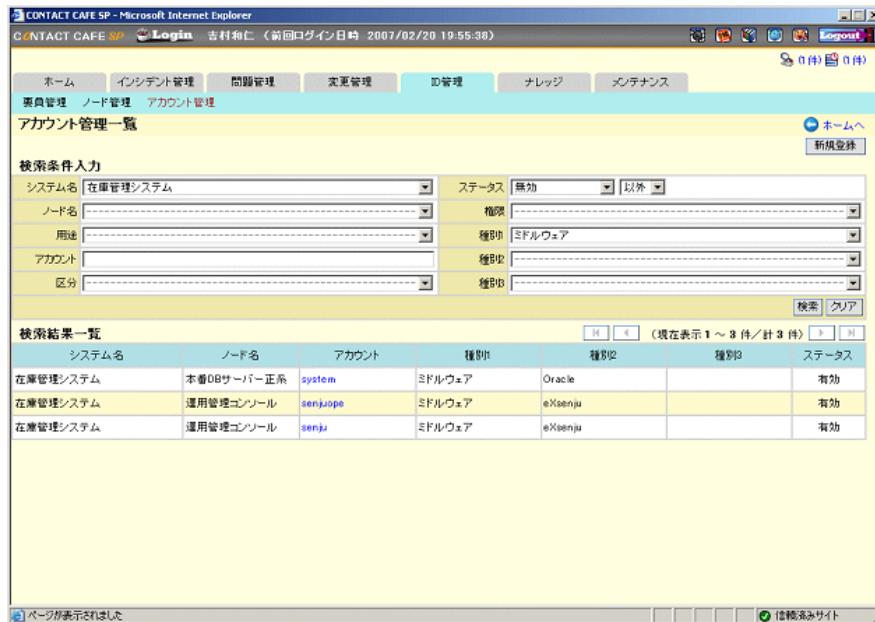 CONTACT CAFE SP - Microsoft Internet Explorer
CONTACT CAFE SP Login 吉村和仁 (前回ログイン日時 2007/02/20 19:55:38) Logout
0(件) 0(件)
ホーム インシデント管理 問題管理 変更管理 ID管理 ナレッジ メンテナンス
要員管理 ノード管理 アカウント管理
アカウント管理一覧 ホームへ
新規登録
検索条件入力
システム名 在庫管理システム ステータス 無効 以外
ノード名 権限
用途 種別1 ミドルウェア
アカウント 種別2
区分 種別3
検索 クリア
検索結果一覧 (現在表示 1 ~ 3 件/計 3 件)
システム名 ノード名 アカウント 種別1 種別2 種別3 ステータス
在庫管理システム 本番DBサーバー正系 system ミドルウェア Oracle 有効
在庫管理システム 運用管理コンソール senjuope ミドルウェア eXsenju 有効
在庫管理システム 運用管理コンソール senju ミドルウェア eXsenju 有効
ページが表示されました 信頼済みサイト